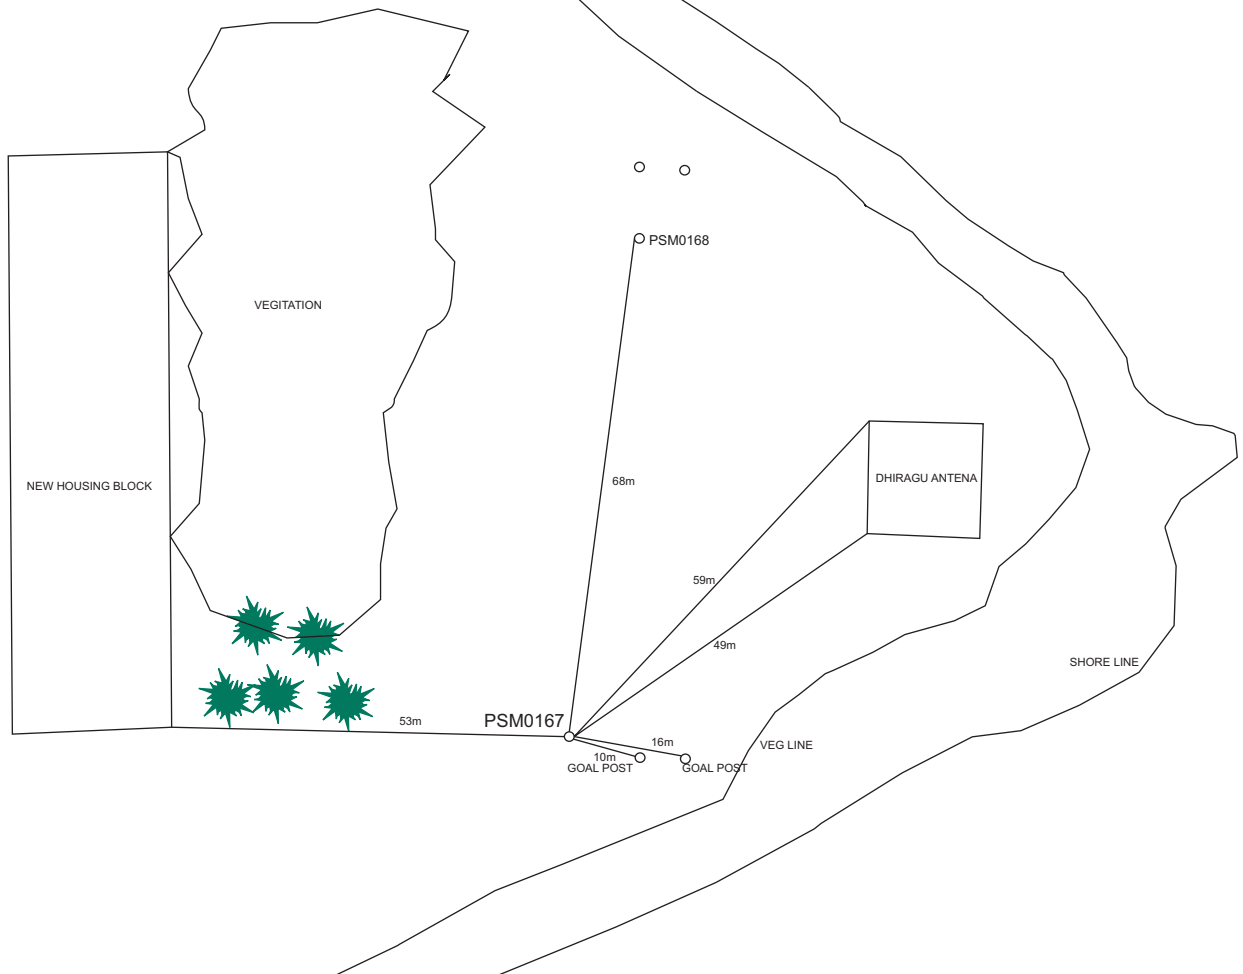 PSM0168
VEGITATION
68m
DHIRAGU ANTENA
NEW HOUSING BLOCK
59m
49m
SHORE LINE
53m
PSM0167
16m
VEG LINE
10m
GOAL POST
GOAL POST